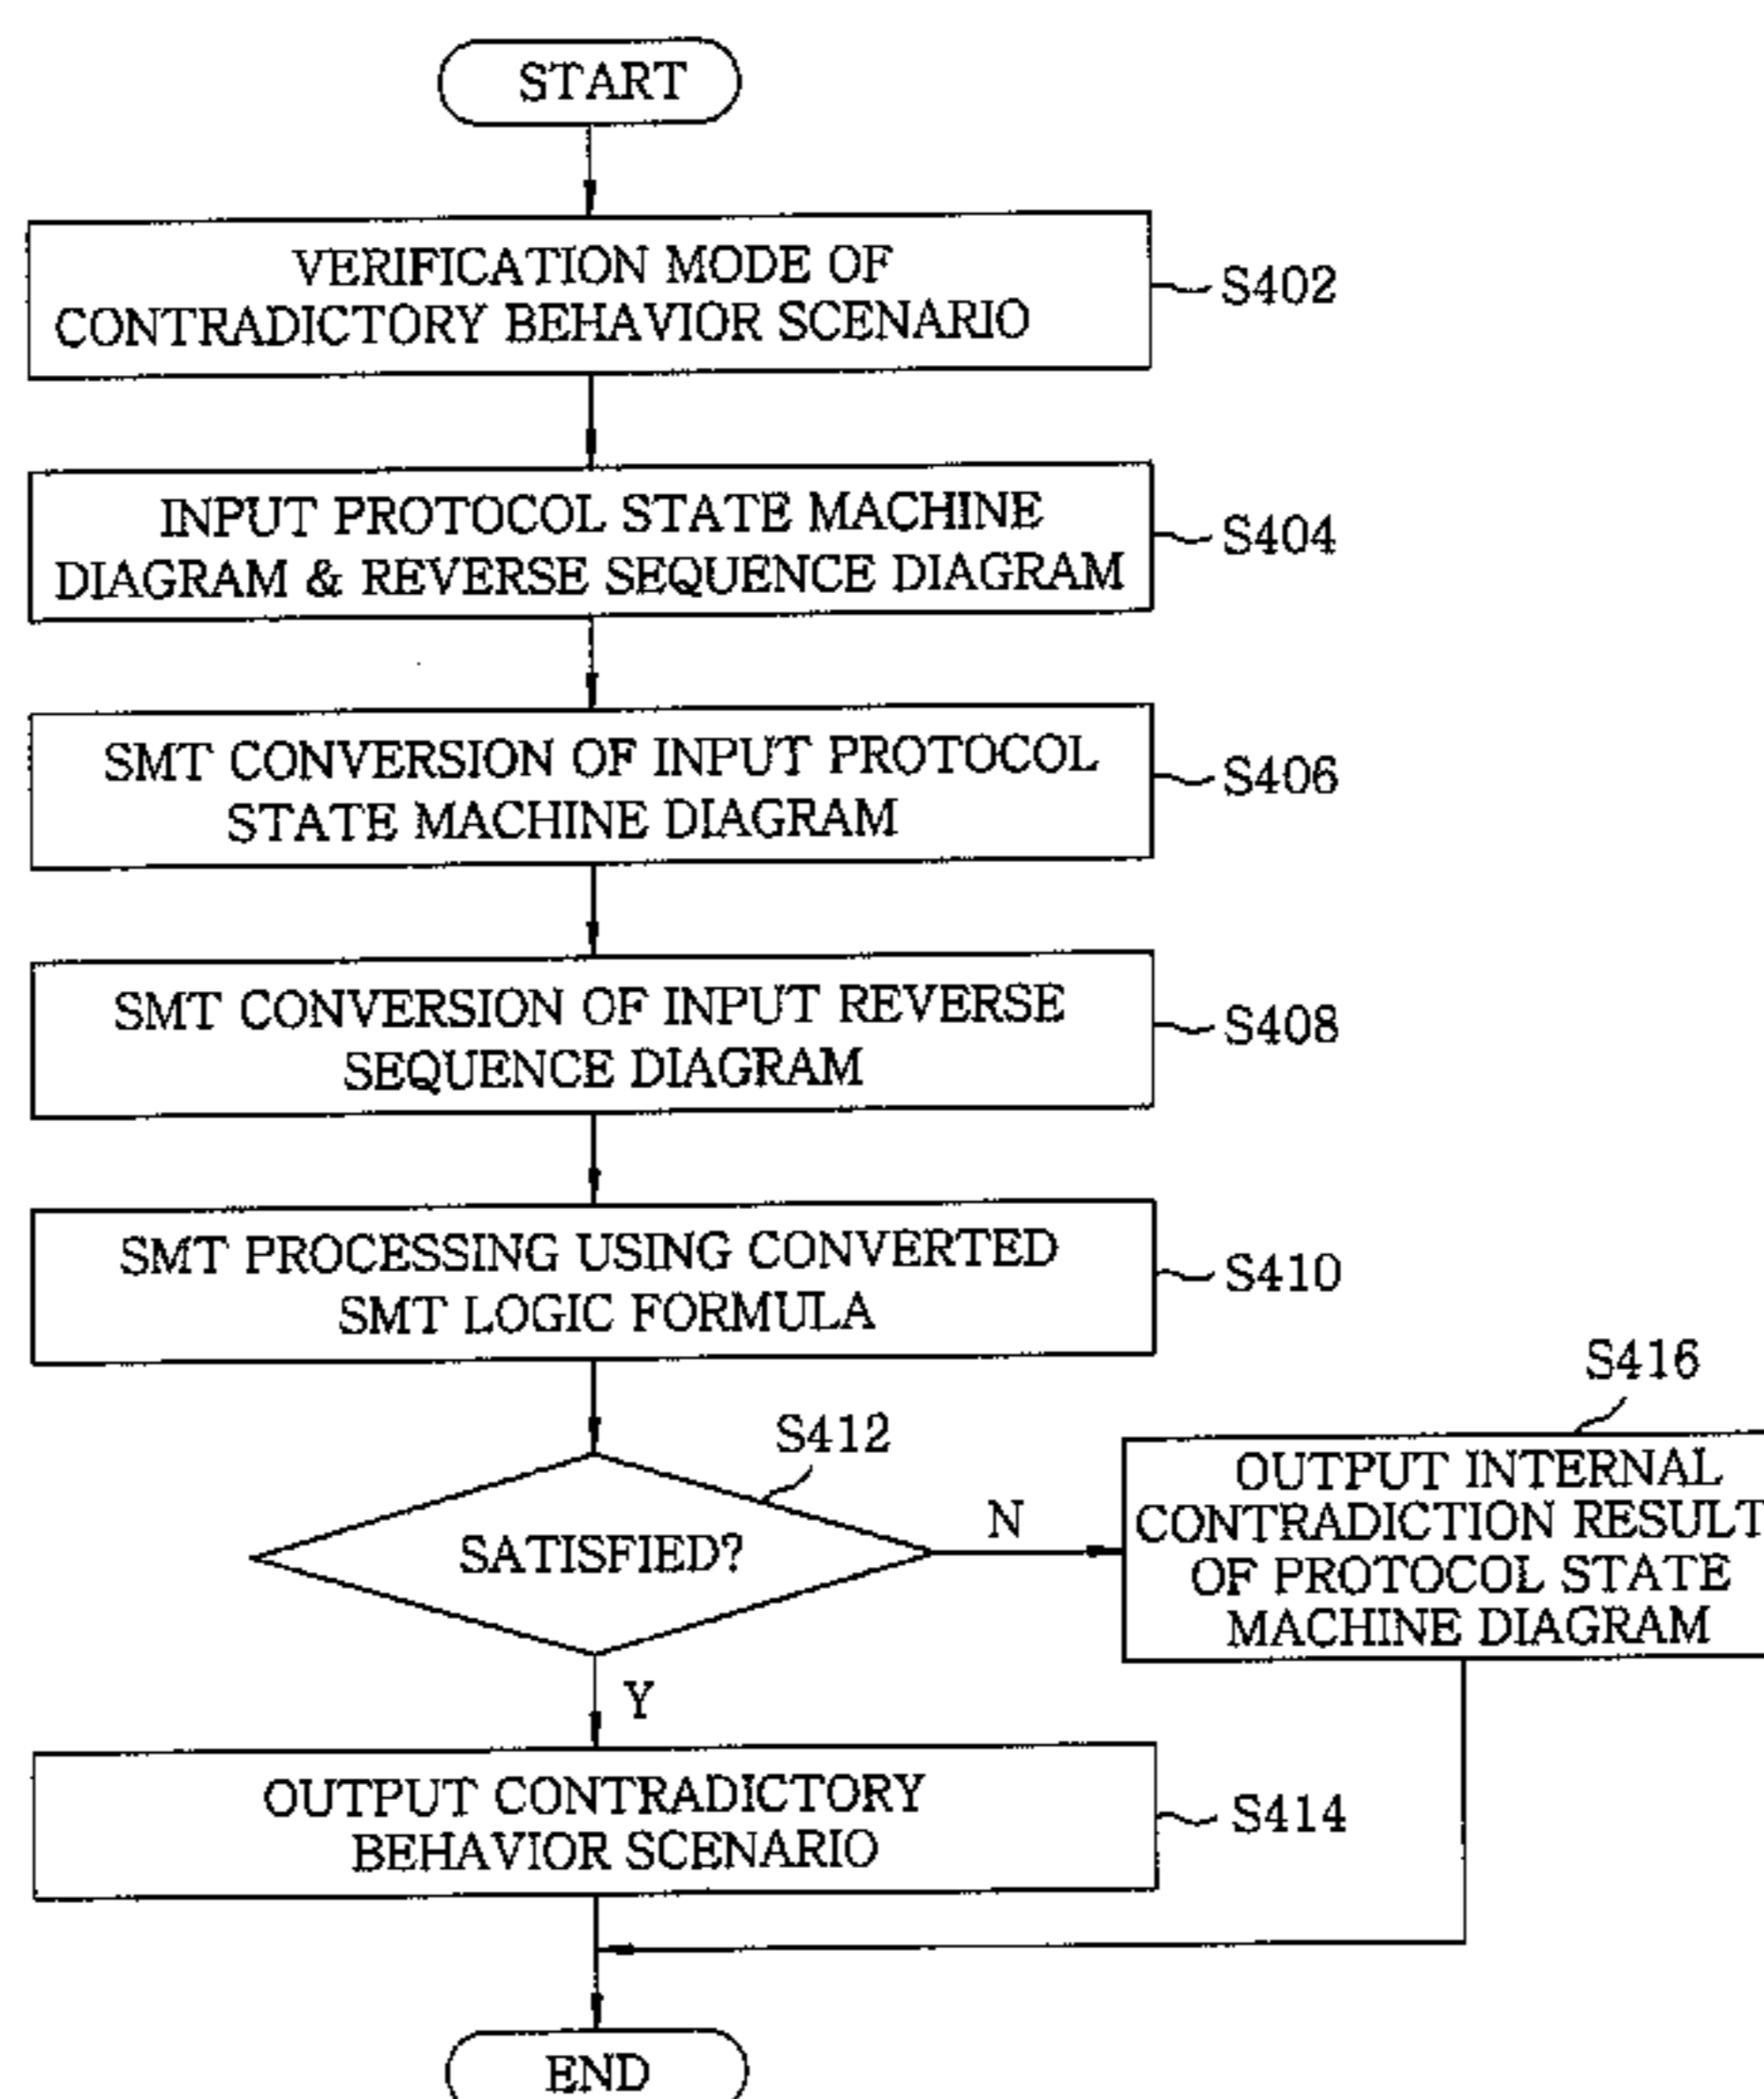 START
VERIFICATION MODE OF
CONTRADICTORY BEHAVIOR SCENARIO
S402
INPUT PROTOCOL STATE MACHINE
DIAGRAM & REVERSE SEQUENCE DIAGRAM
S404
SMT CONVERSION OF INPUT PROTOCOL
STATE MACHINE DIAGRAM
S406
SMT CONVERSION OF INPUT REVERSE
SEQUENCE DIAGRAM
S408
SMT PROCESSING USING CONVERTED
SMT LOGIC FORMULA
S410
S412
SATISFIED?
N
S416
OUTPUT INTERNAL
CONTRADICTION RESULT
OF PROTOCOL STATE
MACHINE DIAGRAM
Y
OUTPUT CONTRADICTORY
BEHAVIOR SCENARIO
S414
END